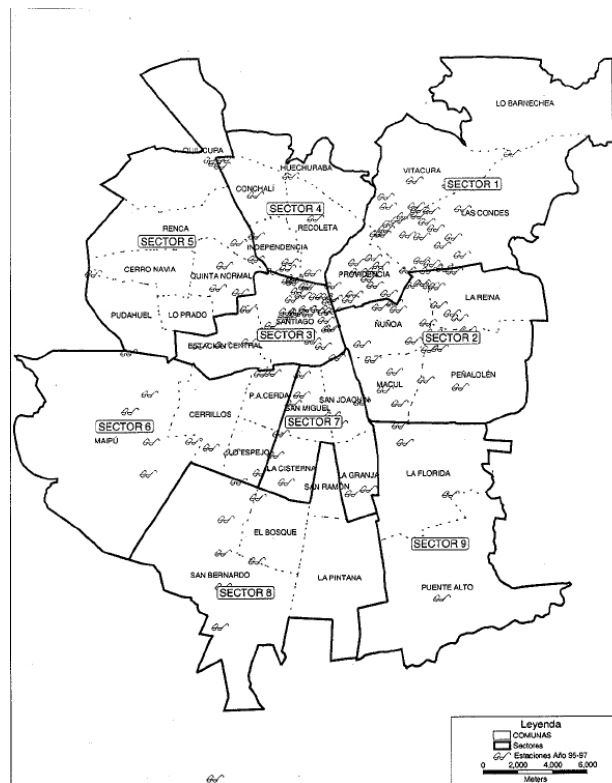 LO BARNECHEA
QUILICURA
HUECHURABA
VITACURA
CONCHALÍ
SECTOR 1
SECTOR 4
LAS CONDES
RENCA
RECOLETA
SECTOR 5
INDEPENDENCIA
CERRO NAVIA
QUINTA NORMAL
PROVIDENCIA
LA REINA
PUDAHUEL
LO PRADO
SANTIAGO
ÑUÑOA
SECTOR 3
SECTOR 2
ESTACIÓN CENTRAL
PEÑALOLÉN
MACUL
P.A.CERDA
SAN JOAQUIN
SAN MIGUEL
CERRILLOS
SECTOR 6
SECTOR 7
MAIPÚ
LO ESPEJO
LA CISTERNA
LA GRANJA
LA FLORIDA
SAN RAMÓN
EL BOSQUE
SECTOR 9
SAN BERNARDO
LA PINTANA
SECTOR 8
PUENTE ALTO
Leyenda
COMUNAS
Sectores
Estaciones Año 95-97
0 2,000 4,000 6,000
Meters